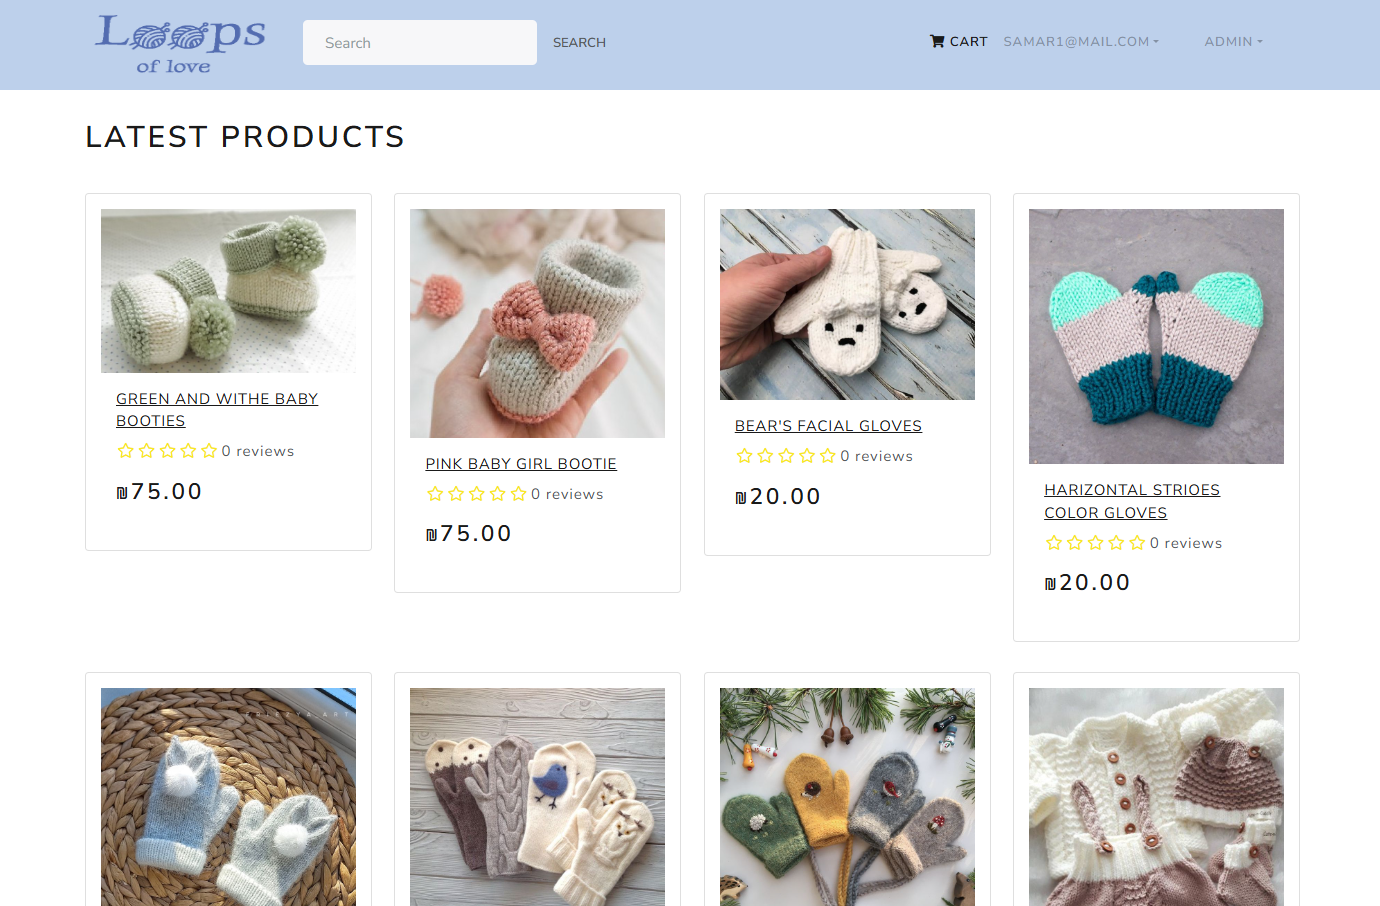 Loops
of love
Search
SEARCH
CART
SAMAR1@MAIL.COM
ADMIN
LATEST PRODUCTS
GREEN AND WITHE BABY
BOOTIES
0 reviews
₪75.00
PINK BABY GIRL BOOTIE
0 reviews
₪75.00
BEAR'S FACIAL GLOVES
0 reviews
₪20.00
HARIZONTAL STRIOES
COLOR GLOVES
0 reviews
₪20.00